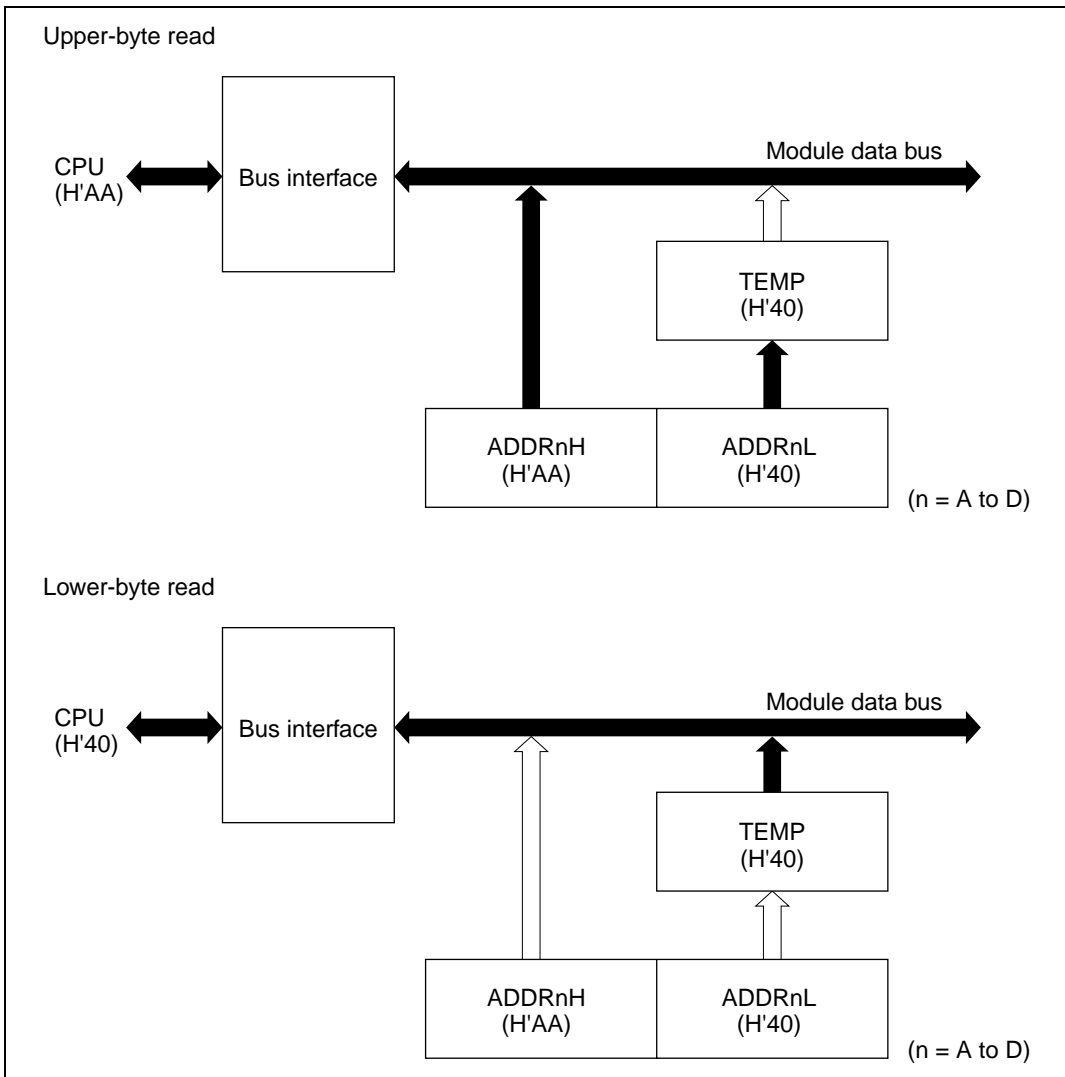 Upper-byte read
Module data bus
CPU
(H'AA)
Bus interface
TEMP
(H'40)
ADDRnH
(H'AA)
ADDRnL
(H'40)
(n = A to D)
Lower-byte read
Module data bus
CPU
(H'40)
Bus interface
TEMP
(H'40)
ADDRnH
(H'AA)
ADDRnL
(H'40)
(n = A to D)